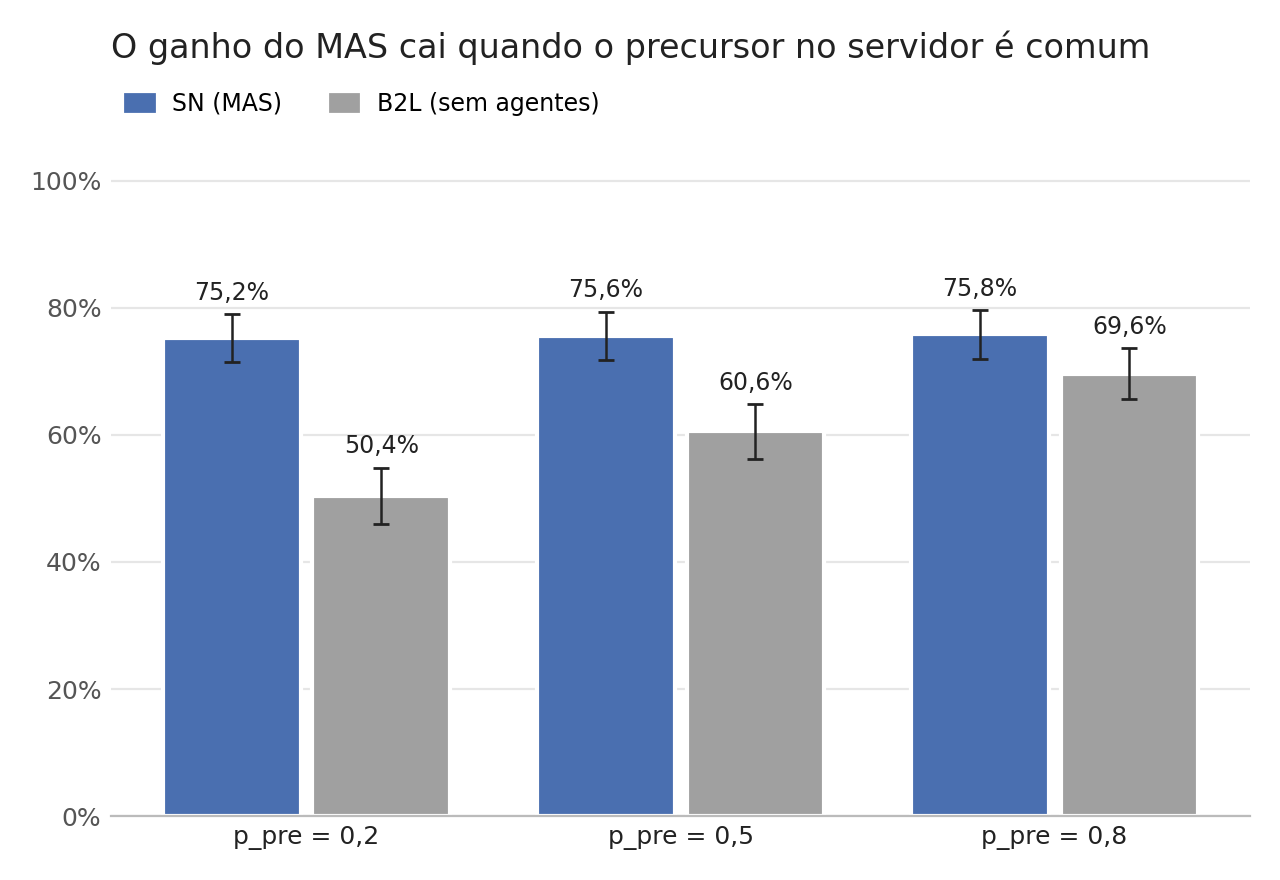 O ganho do MAS cai quando o precursor no servidor é comum
SN (MAS) B2L (sem agentes)
100%
80%
60%
40%
20%
0%
75,2%
50,4%
75,6%
60,6%
75,8%
69,6%
p_pre = 0,2
p_pre = 0,5
p_pre = 0,8